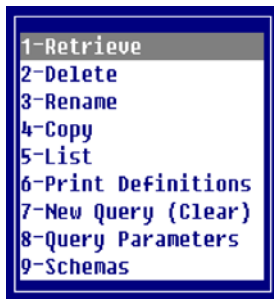 1-Retrieve
2-Delete
3-Rename
4-Copy
5-List
6-Print Definitions
7-New Query (Clear)
8-Query Parameters
9-Schemas